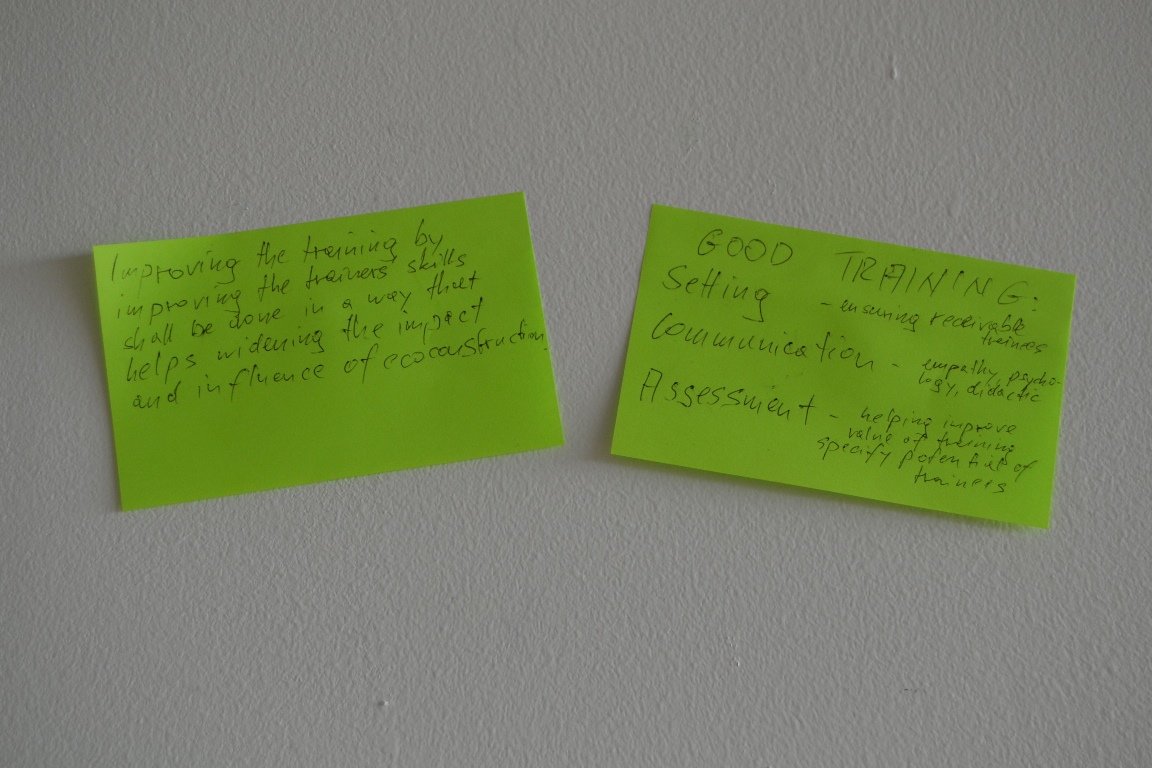 Improving the training by
improving the trainers' skills
shall be done in a way that
helps widening the impact
and influence of ecoconstruction.
GOOD TRAINING:
Setting - ensuring receivable
trainees
Communication - empathy, psycho-
logy, didactic
Assessment - helping improve
value of training
specify potential of
trainees